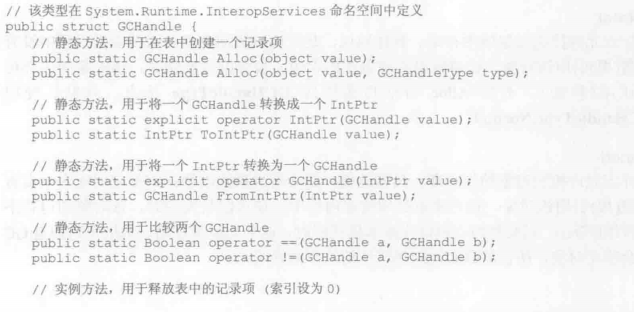 // 该类型在 System.Runtime.InteropServices 命名空间中定义
public struct GCHandle {
// 静态方法，用于在表中创建一个记录项
public static GCHandle Alloc(object value);
public static GCHandle Alloc(object value, GCHandleType type);
// 静态方法，用于将一个 GCHandle 转换成一个 IntPtr
public static explicit operator IntPtr(GCHandle value);
public static IntPtr ToIntPtr(GCHandle value);
// 静态方法，用于将一个 IntPtr 转换为一个 GCHandle
public static explicit operator GCHandle(IntPtr value);
public static GCHandle FromIntPtr(IntPtr value);
// 静态方法，用于比较两个 GCHandle
public static Boolean operator ==(GCHandle a, GCHandle b);
public static Boolean operator !=(GCHandle a, GCHandle b);
// 实例方法，用于释放表中的记录项 (索引设为 0)